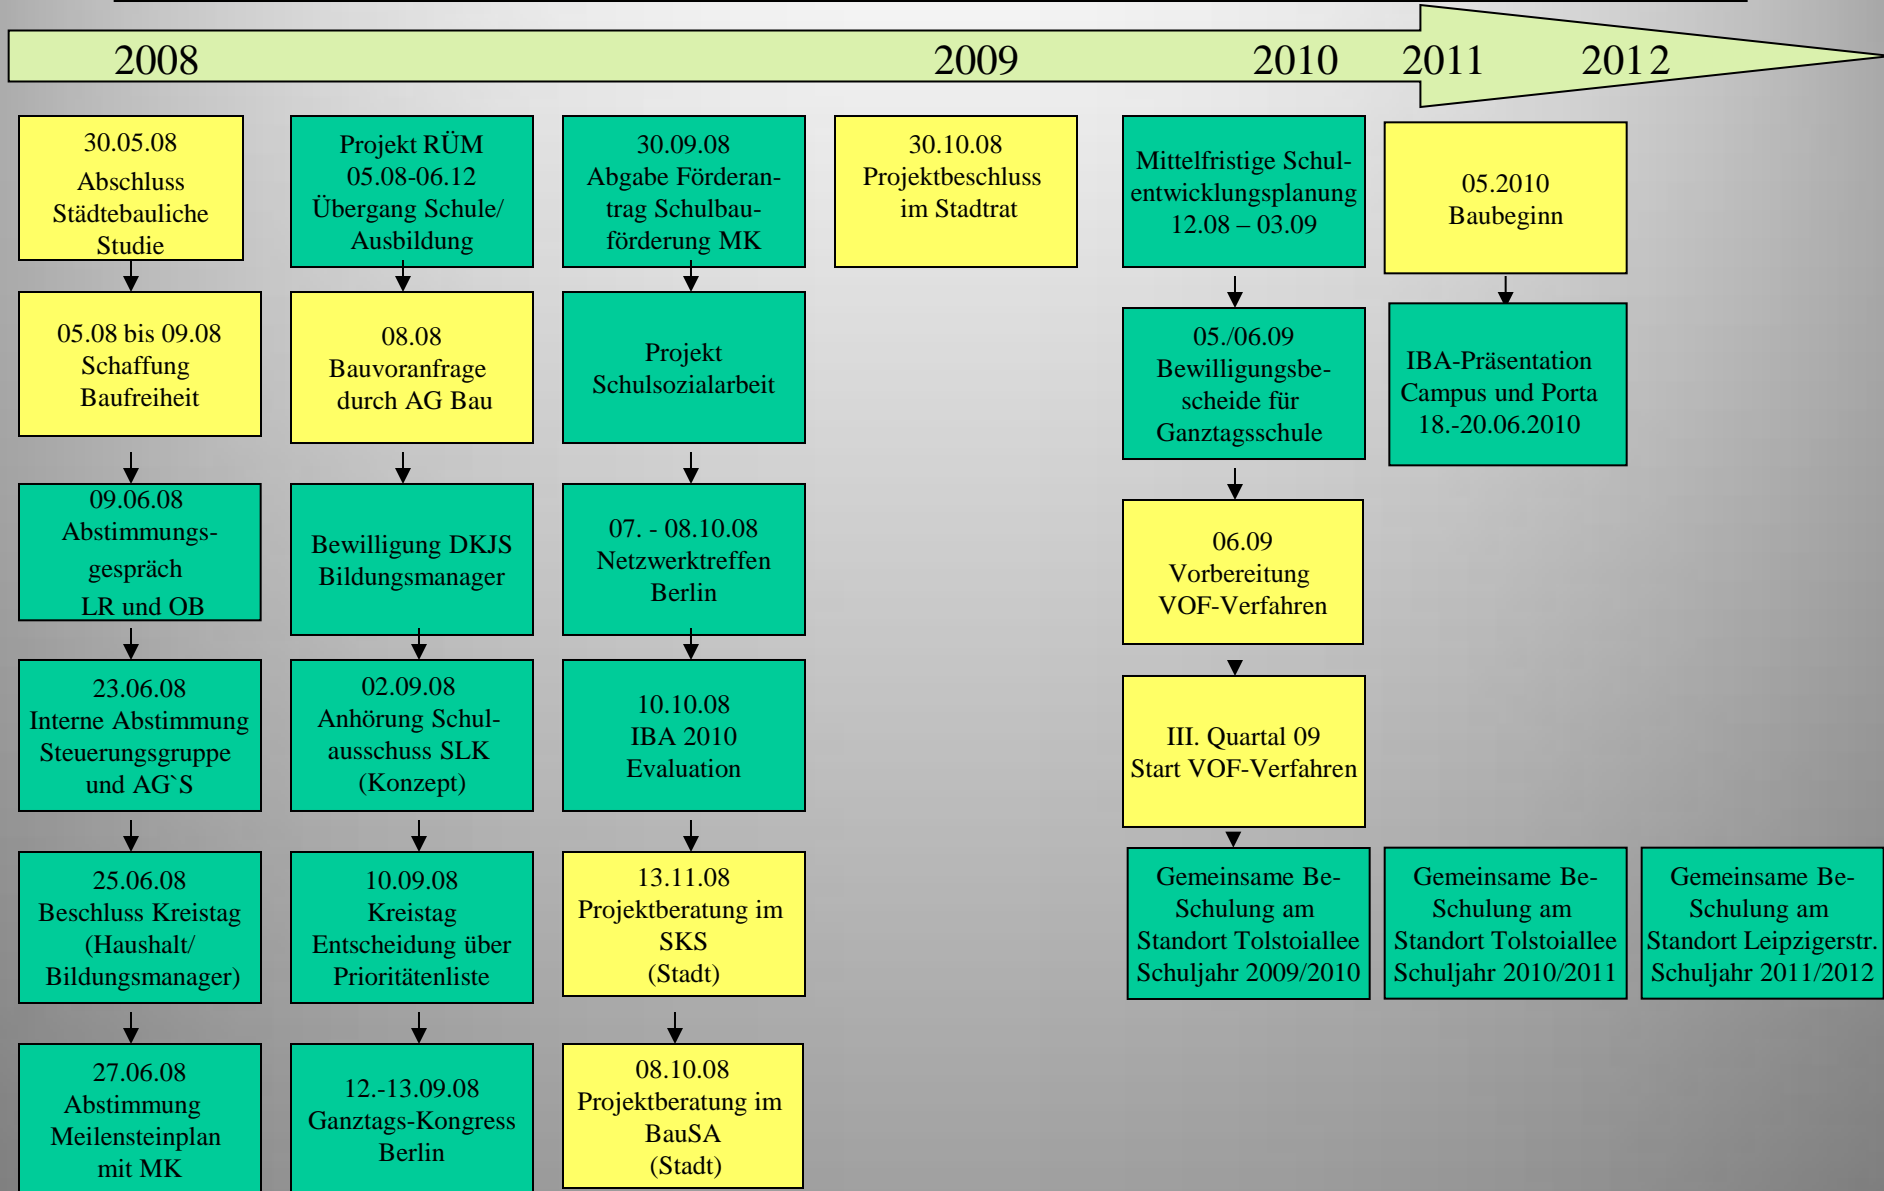 2008 2009 2010 2011 2012
30.05.08
Abschluss
Städtebauliche
Studie
05.08 bis 09.08
Schaffung
Baufreiheit
09.06.08
Abstimmungs-
gespräch
LR und OB
23.06.08
Interne Abstimmung
Steuerungsgruppe
und AG`S
25.06.08
Beschluss Kreistag
(Haushalt/
Bildungsmanager)
27.06.08
Abstimmung
Meilensteinplan
mit MK
Projekt RÜM
05.08-06.12
Übergang Schule/
Ausbildung
08.08
Bauvoranfrage
durch AG Bau
Bewilligung DKJS
Bildungsmanager
02.09.08
Anhörung Schul-
ausschuss SLK
(Konzept)
10.09.08
Kreistag
Entscheidung über
Prioritätenliste
12.-13.09.08
Ganztags-Kongress
Berlin
30.09.08
Abgabe Förderan-
trag Schulbau-
förderung MK
Projekt
Schulsozialarbeit
07. - 08.10.08
Netzwerktreffen
Berlin
10.10.08
IBA 2010
Evaluation
13.11.08
Projektberatung im
SKS
(Stadt)
08.10.08
Projektberatung im
BauSA
(Stadt)
30.10.08
Projektbeschluss
im Stadtrat
Mittelfristige Schul-
entwicklungsplanung
12.08 – 03.09
05./06.09
Bewilligungsbe-
scheide für
Ganztagsschule
06.09
Vorbereitung
VOF-Verfahren
III. Quartal 09
Start VOF-Verfahren
Gemeinsame Be-
Schulung am
Standort Tolstoiallee
Schuljahr 2009/2010
05.2010
Baubeginn
IBA-Präsentation
Campus und Porta
18.-20.06.2010
Gemeinsame Be-
Schulung am
Standort Tolstoiallee
Schuljahr 2010/2011
Gemeinsame Be-
Schulung am
Standort Leipzigerstr.
Schuljahr 2011/2012